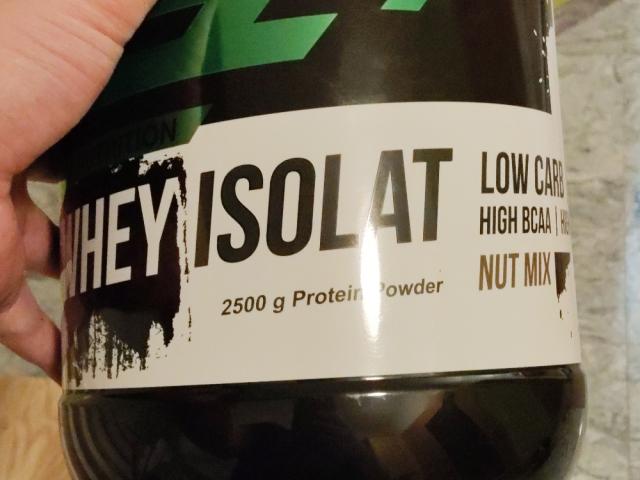 WHEY ISOLAT
2500 g Protein Powder
LOW CARB
HIGH BCAA |
NUT MIX